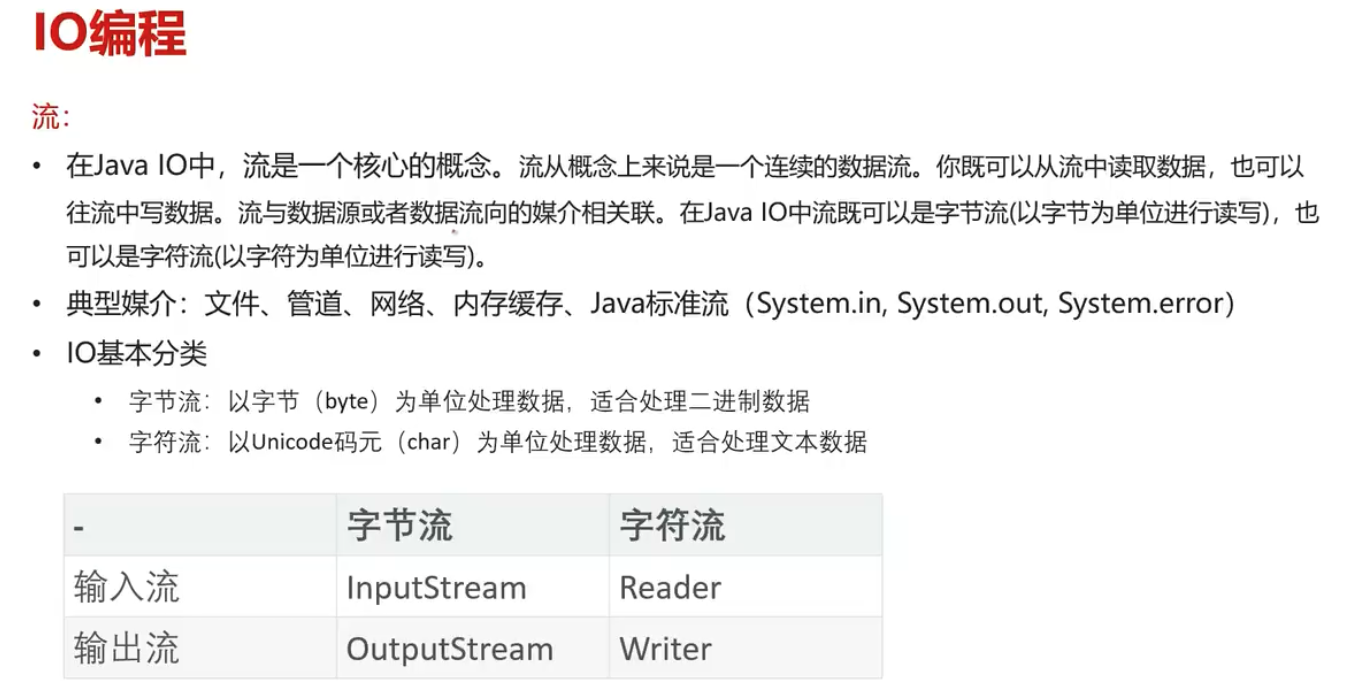 IO编程
流：
• 在Java IO中，流是一个核心的概念。流从概念上来说是一个连续的数据流。你既可以从流中读取数据，也可以
往流中写数据。流与数据源或者数据流向的媒介相关联。在Java IO中流既可以是字节流(以字节为单位进行读写)，也
可以是字符流(以字符为单位进行读写)。
• 典型媒介：文件、管道、网络、内存缓存、Java标准流（System.in, System.out, System.error）
• IO基本分类
• 字节流：以字节（byte）为单位处理数据，适合处理二进制数据
• 字符流：以Unicode码元（char）为单位处理数据，适合处理文本数据
- 字节流 字符流
输入流 InputStream Reader
输出流 OutputStream Writer